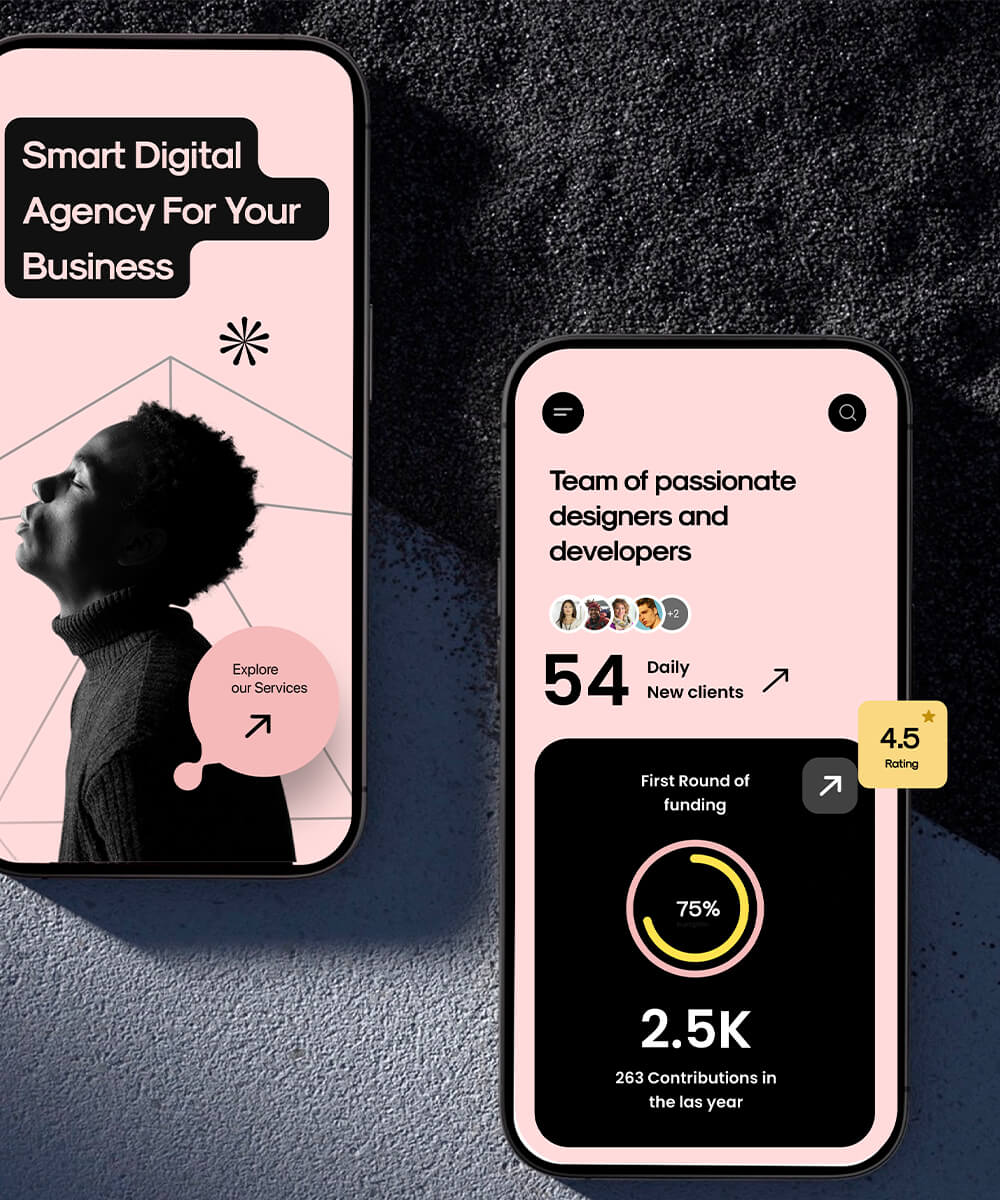 Smart Digital
Agency For Your
Business
Explore
our Services
Team of passionate
designers and
developers
+2
54
Daily
New clients
4.5
Rating
First Round of
funding
75%
2.5K
263 Contributions in
the las year